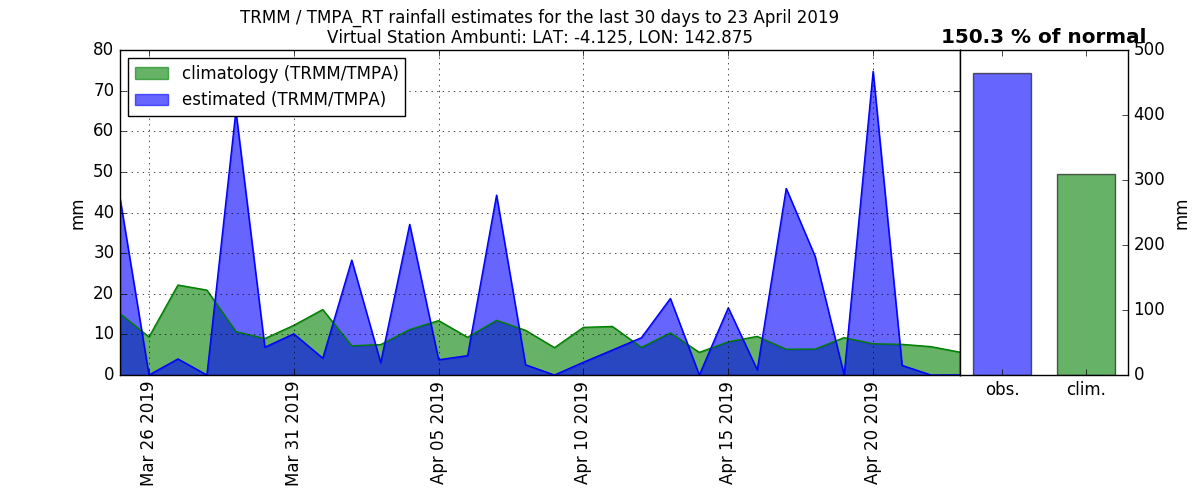 TRMM / TMPA_RT rainfall estimates for the last 30 days to 23 April 2019
Virtual Station Ambunti: LAT: -4.125, LON: 142.875
150.3 % of normal
climatology (TRMM/TMPA)
estimated (TRMM/TMPA)
80
70
60
50
40
30
20
10
0
mm
Mar 26 2019
Mar 31 2019
Apr 05 2019
Apr 10 2019
Apr 15 2019
Apr 20 2019
obs.
clim.
500
400
300
200
100
0
mm